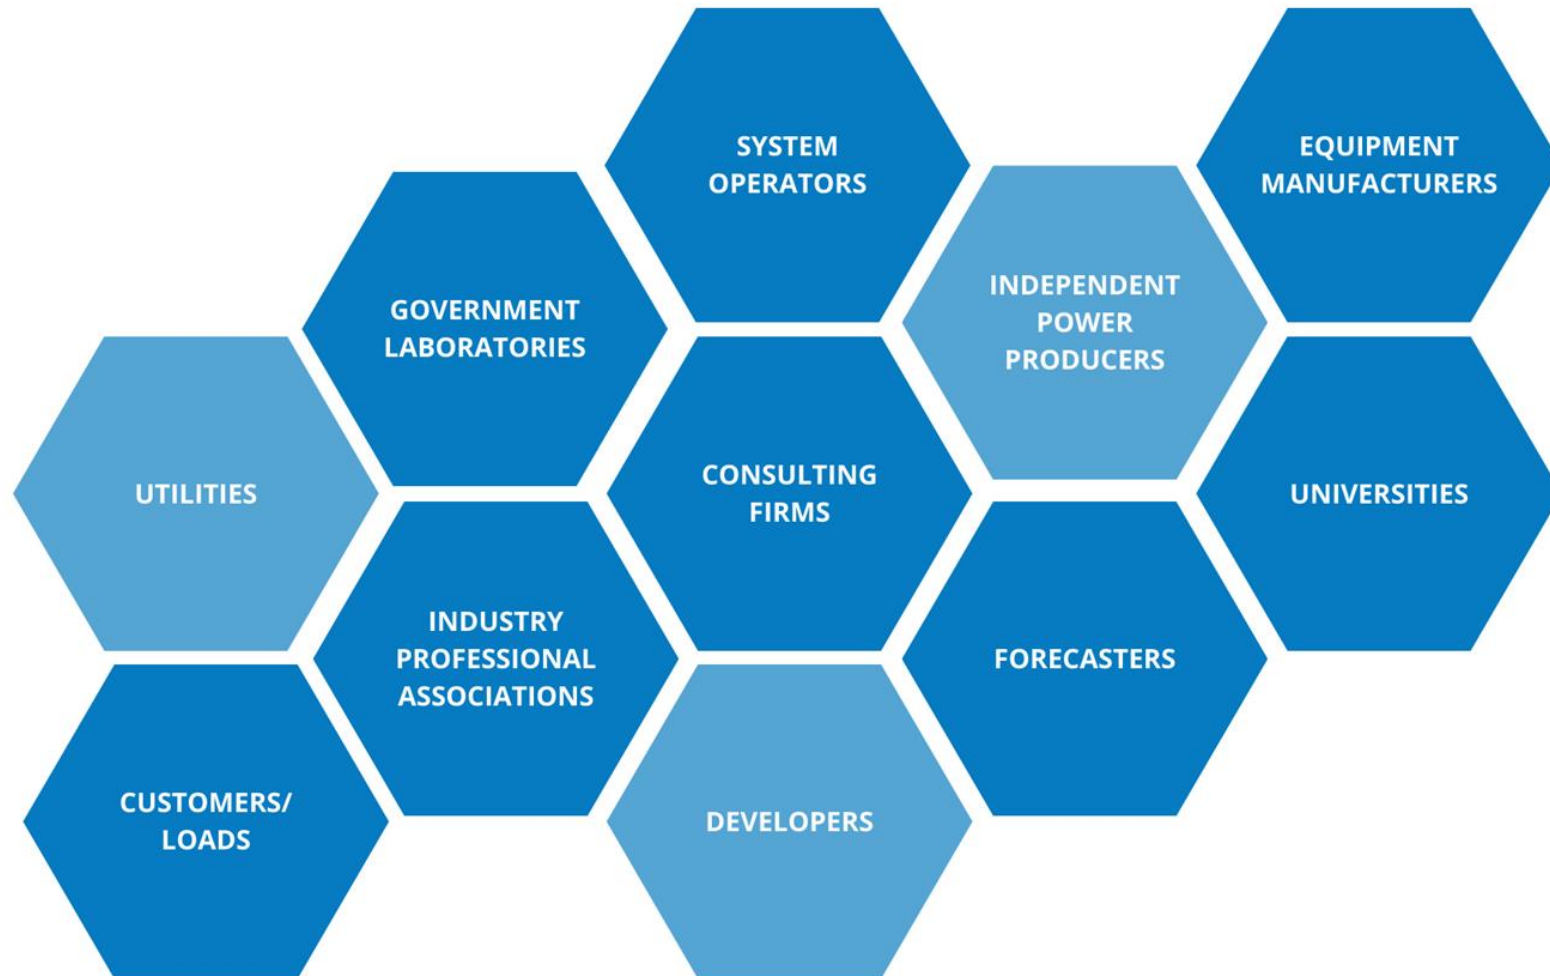 SYSTEM
OPERATORS
EQUIPMENT
MANUFACTURERS
GOVERNMENT
LABORATORIES
INDEPENDENT
POWER
PRODUCERS
UTILITIES
CONSULTING
FIRMS
UNIVERSITIES
INDUSTRY
PROFESSIONAL
ASSOCIATIONS
FORECASTERS
CUSTOMERS/
LOADS
DEVELOPERS